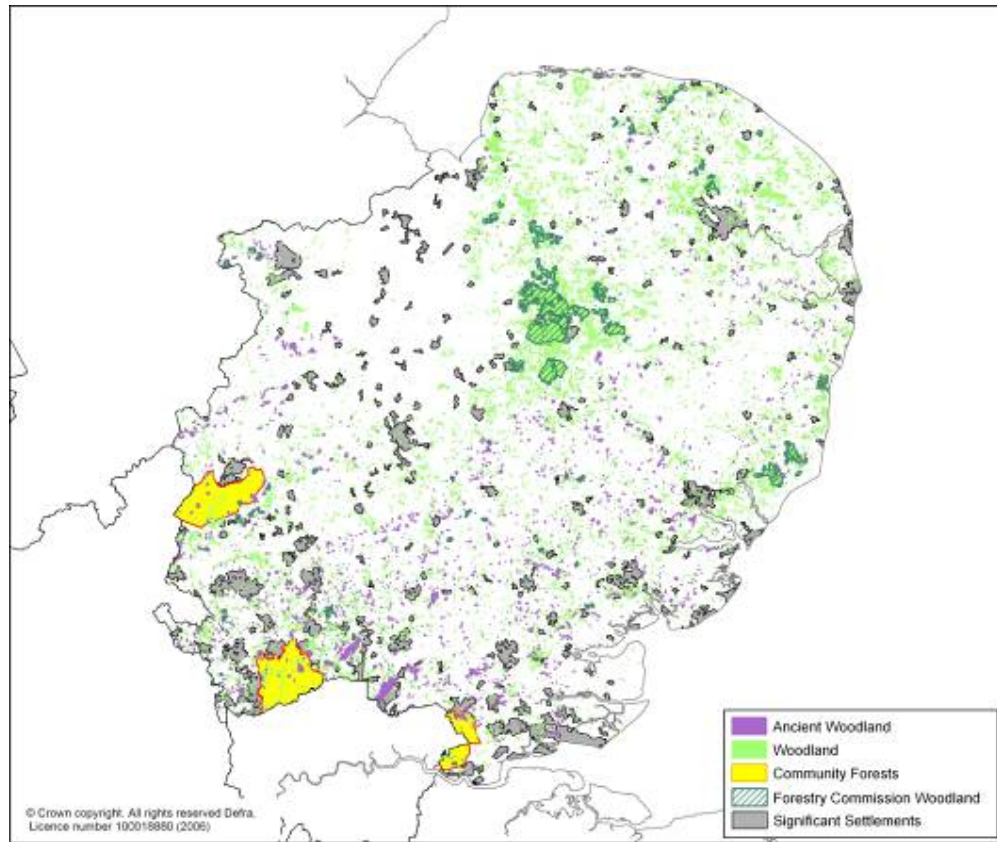 Ancient Woodland
Woodland
Community Forests
Forestry Commission Woodland
Significant Settlements
© Crown copyright. All rights reserved Defra,
Licence number 100018880 (2006)